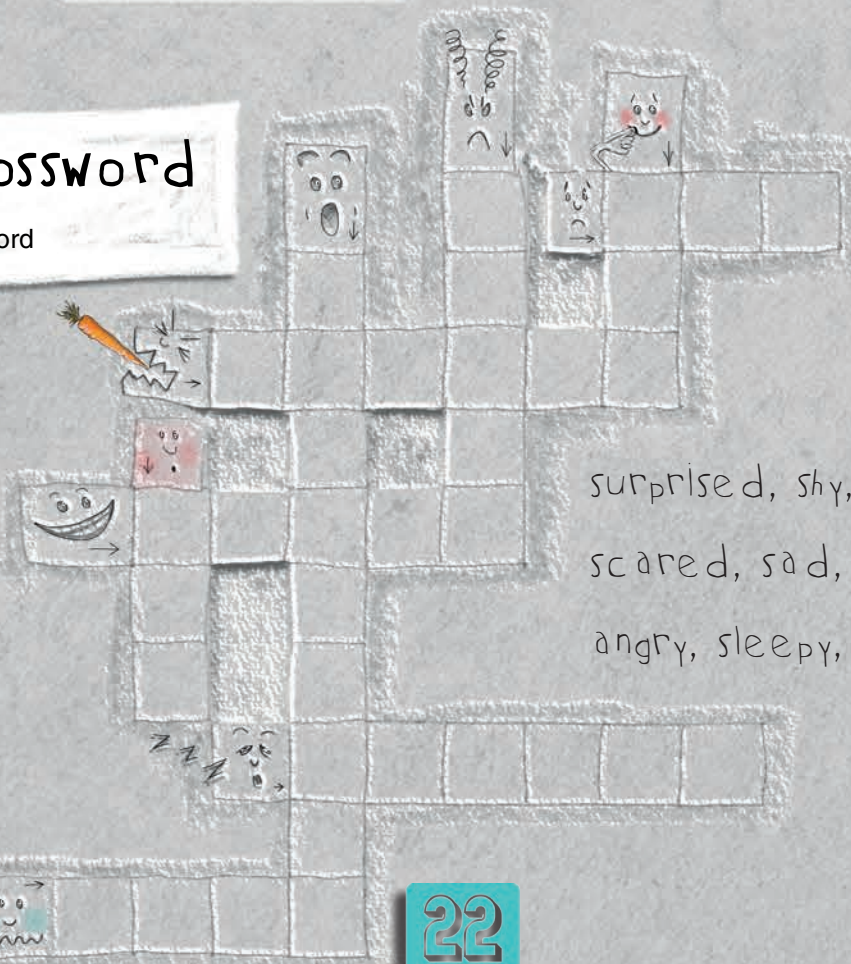 ossword
ord
surprised, shy,
scared, sad,
angry, sleepy,
z z z
22